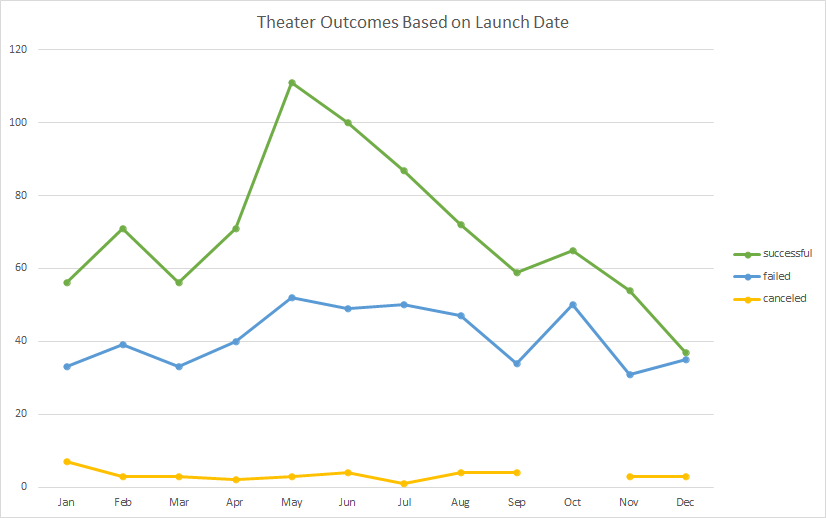 Theater Outcomes Based on Launch Date
120
100
80
60
40
20
0
Jan Feb Mar Apr May Jun Jul Aug Sep Oct Nov Dec
successful
failed
canceled